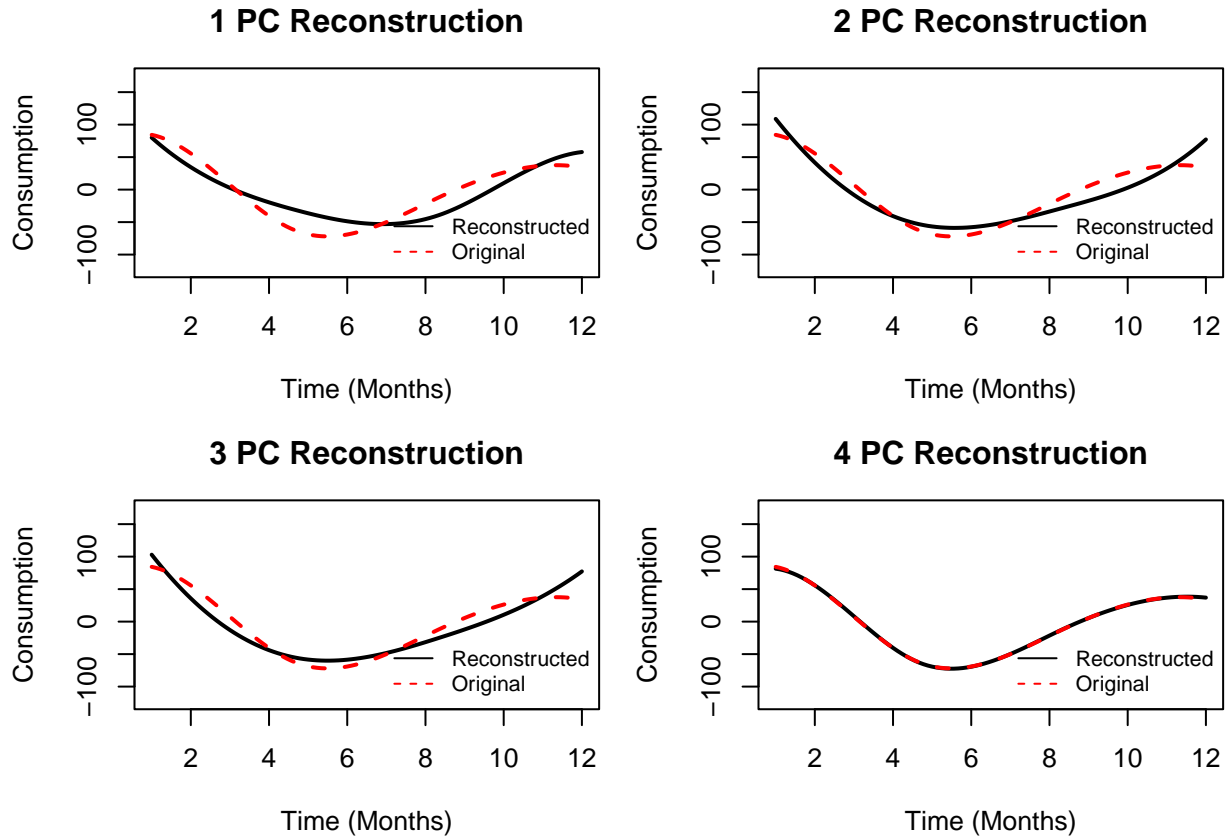 1 PC Reconstruction
Consumption
100
0
−100
Reconstructed
Original
2 4 6 8 10 12
Time (Months)
2 PC Reconstruction
Consumption
100
0
−100
Reconstructed
Original
2 4 6 8 10 12
Time (Months)
3 PC Reconstruction
Consumption
100
0
−100
Reconstructed
Original
2 4 6 8 10 12
Time (Months)
4 PC Reconstruction
Consumption
100
0
−100
Reconstructed
Original
2 4 6 8 10 12
Time (Months)